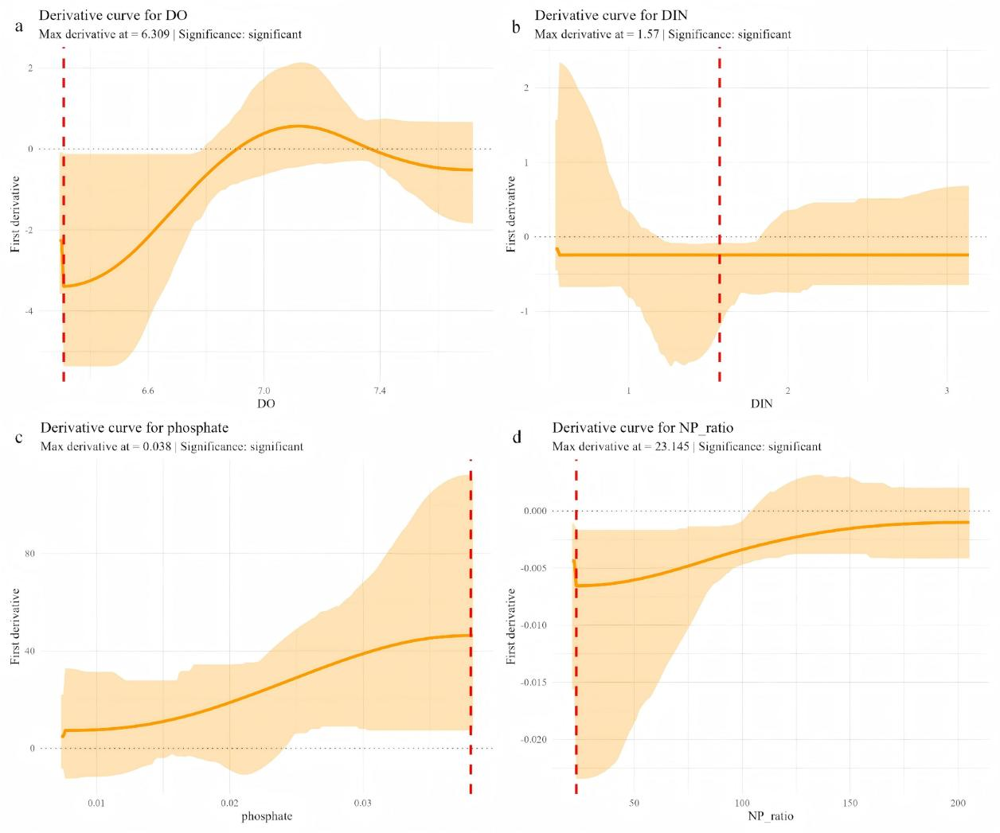 a
Derivative curve for DO
Max derivative at = 6.309 | Significance: significant
First derivative
2
0
-2
-4
6.6
7.0
7.4
DO
b
Derivative curve for DIN
Max derivative at = 1.57 | Significance: significant
First derivative
2
1
0
-1
1
2
3
DIN
c
Derivative curve for phosphate
Max derivative at = 0.038 | Significance: significant
First derivative
80
40
0
0.01
0.02
0.03
phosphate
d
Derivative curve for NP_ratio
Max derivative at = 23.145 | Significance: significant
First derivative
0.000
-0.005
-0.010
-0.015
-0.020
50
100
150
200
NP_ratio